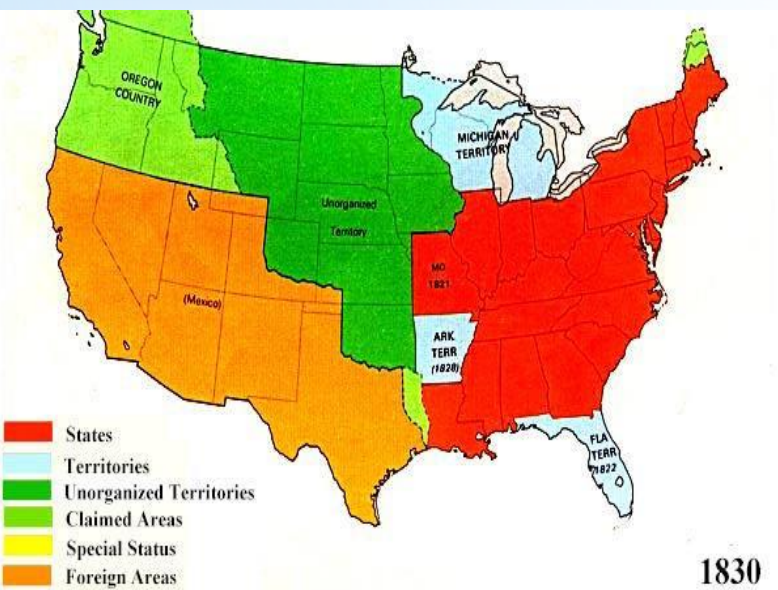 OREGON
COUNTRY
MICHIGAN
TERRITORY
Unorganized
Territory
MO
1821
(Mexico)
ARK
TERR
(1828)
FLA
TERR
1822
States
Territories
Unorganized Territories
Claimed Areas
Special Status
Foreign Areas
1830